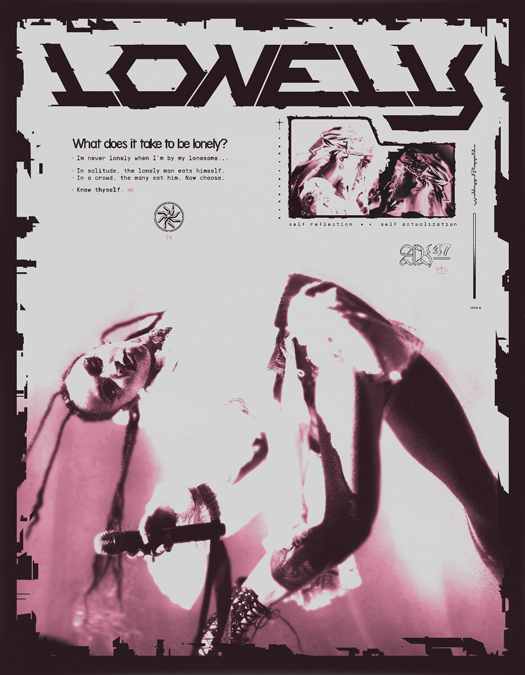 LONELY
What does it take to be lonely?
Im never lonely when I'm by my lonesome...
In solitude, the lonely man eats himself.
In a crowd, the many eat him. Now choose.
Know thyself.
self reflection • • self actualization